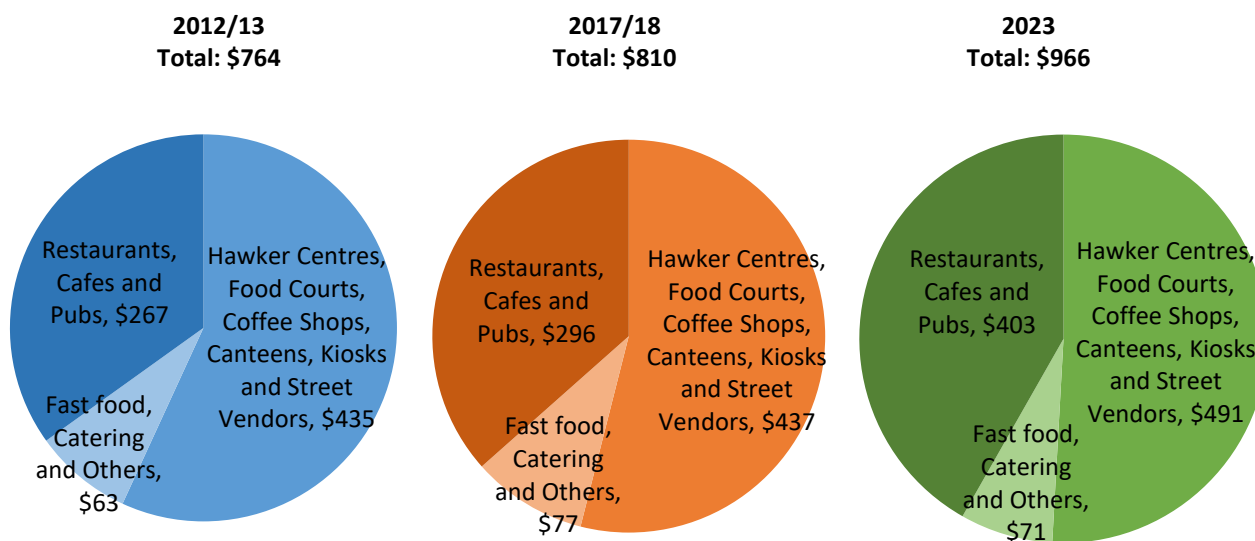 2012/13
Total: $764
Restaurants,
Cafes and
Pubs, $267
Hawker Centres,
Food Courts,
Coffee Shops,
Canteens, Kiosks
and Street
Vendors, $435
Fast food,
Catering
and Others,
$63
2017/18
Total: $810
Restaurants,
Cafes and
Pubs, $296
Hawker Centres,
Food Courts,
Coffee Shops,
Canteens, Kiosks
and Street
Vendors, $437
Fast food,
Catering
and Others,
$77
2023
Total: $966
Restaurants,
Cafes and
Pubs, $403
Hawker Centres,
Food Courts,
Coffee Shops,
Canteens, Kiosks
and Street
Vendors, $491
Fast food,
Catering
and Others,
$71